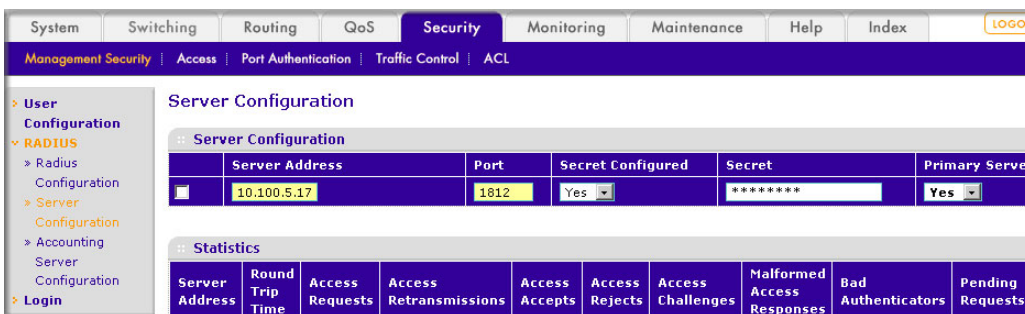 System Switching Routing QoS Security Monitoring Maintenance Help Index LOGO
Management Security Access Port Authentication Traffic Control ACL
User
Configuration
RADIUS
» Radius
Configuration
» Server
Configuration
» Accounting
Server
Configuration
Login
Server Configuration
Server Configuration
Server Address Port Secret Configured Secret Primary Serve
10.100.5.17 1812 Yes ******** Yes
Statistics
Server Address Round Trip Time Access Requests Access Retransmissions Access Accepts Access Rejects Access Challenges Malformed Access Responses Bad Authenticators Pending Requests